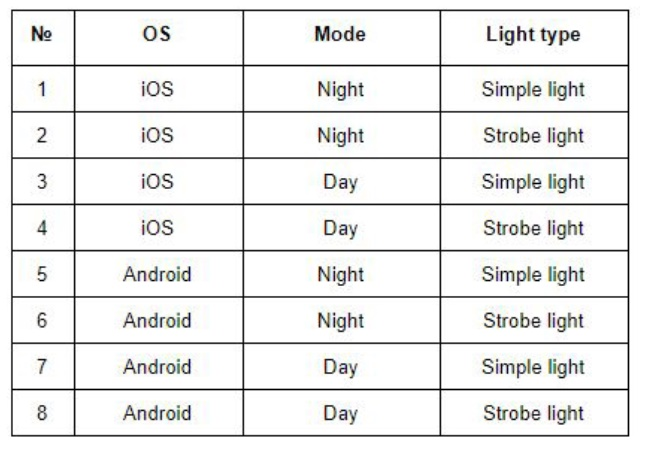 № OS Mode Light type
1 iOS Night Simple light
2 iOS Night Strobe light
3 iOS Day Simple light
4 iOS Day Strobe light
5 Android Night Simple light
6 Android Night Strobe light
7 Android Day Simple light
8 Android Day Strobe light